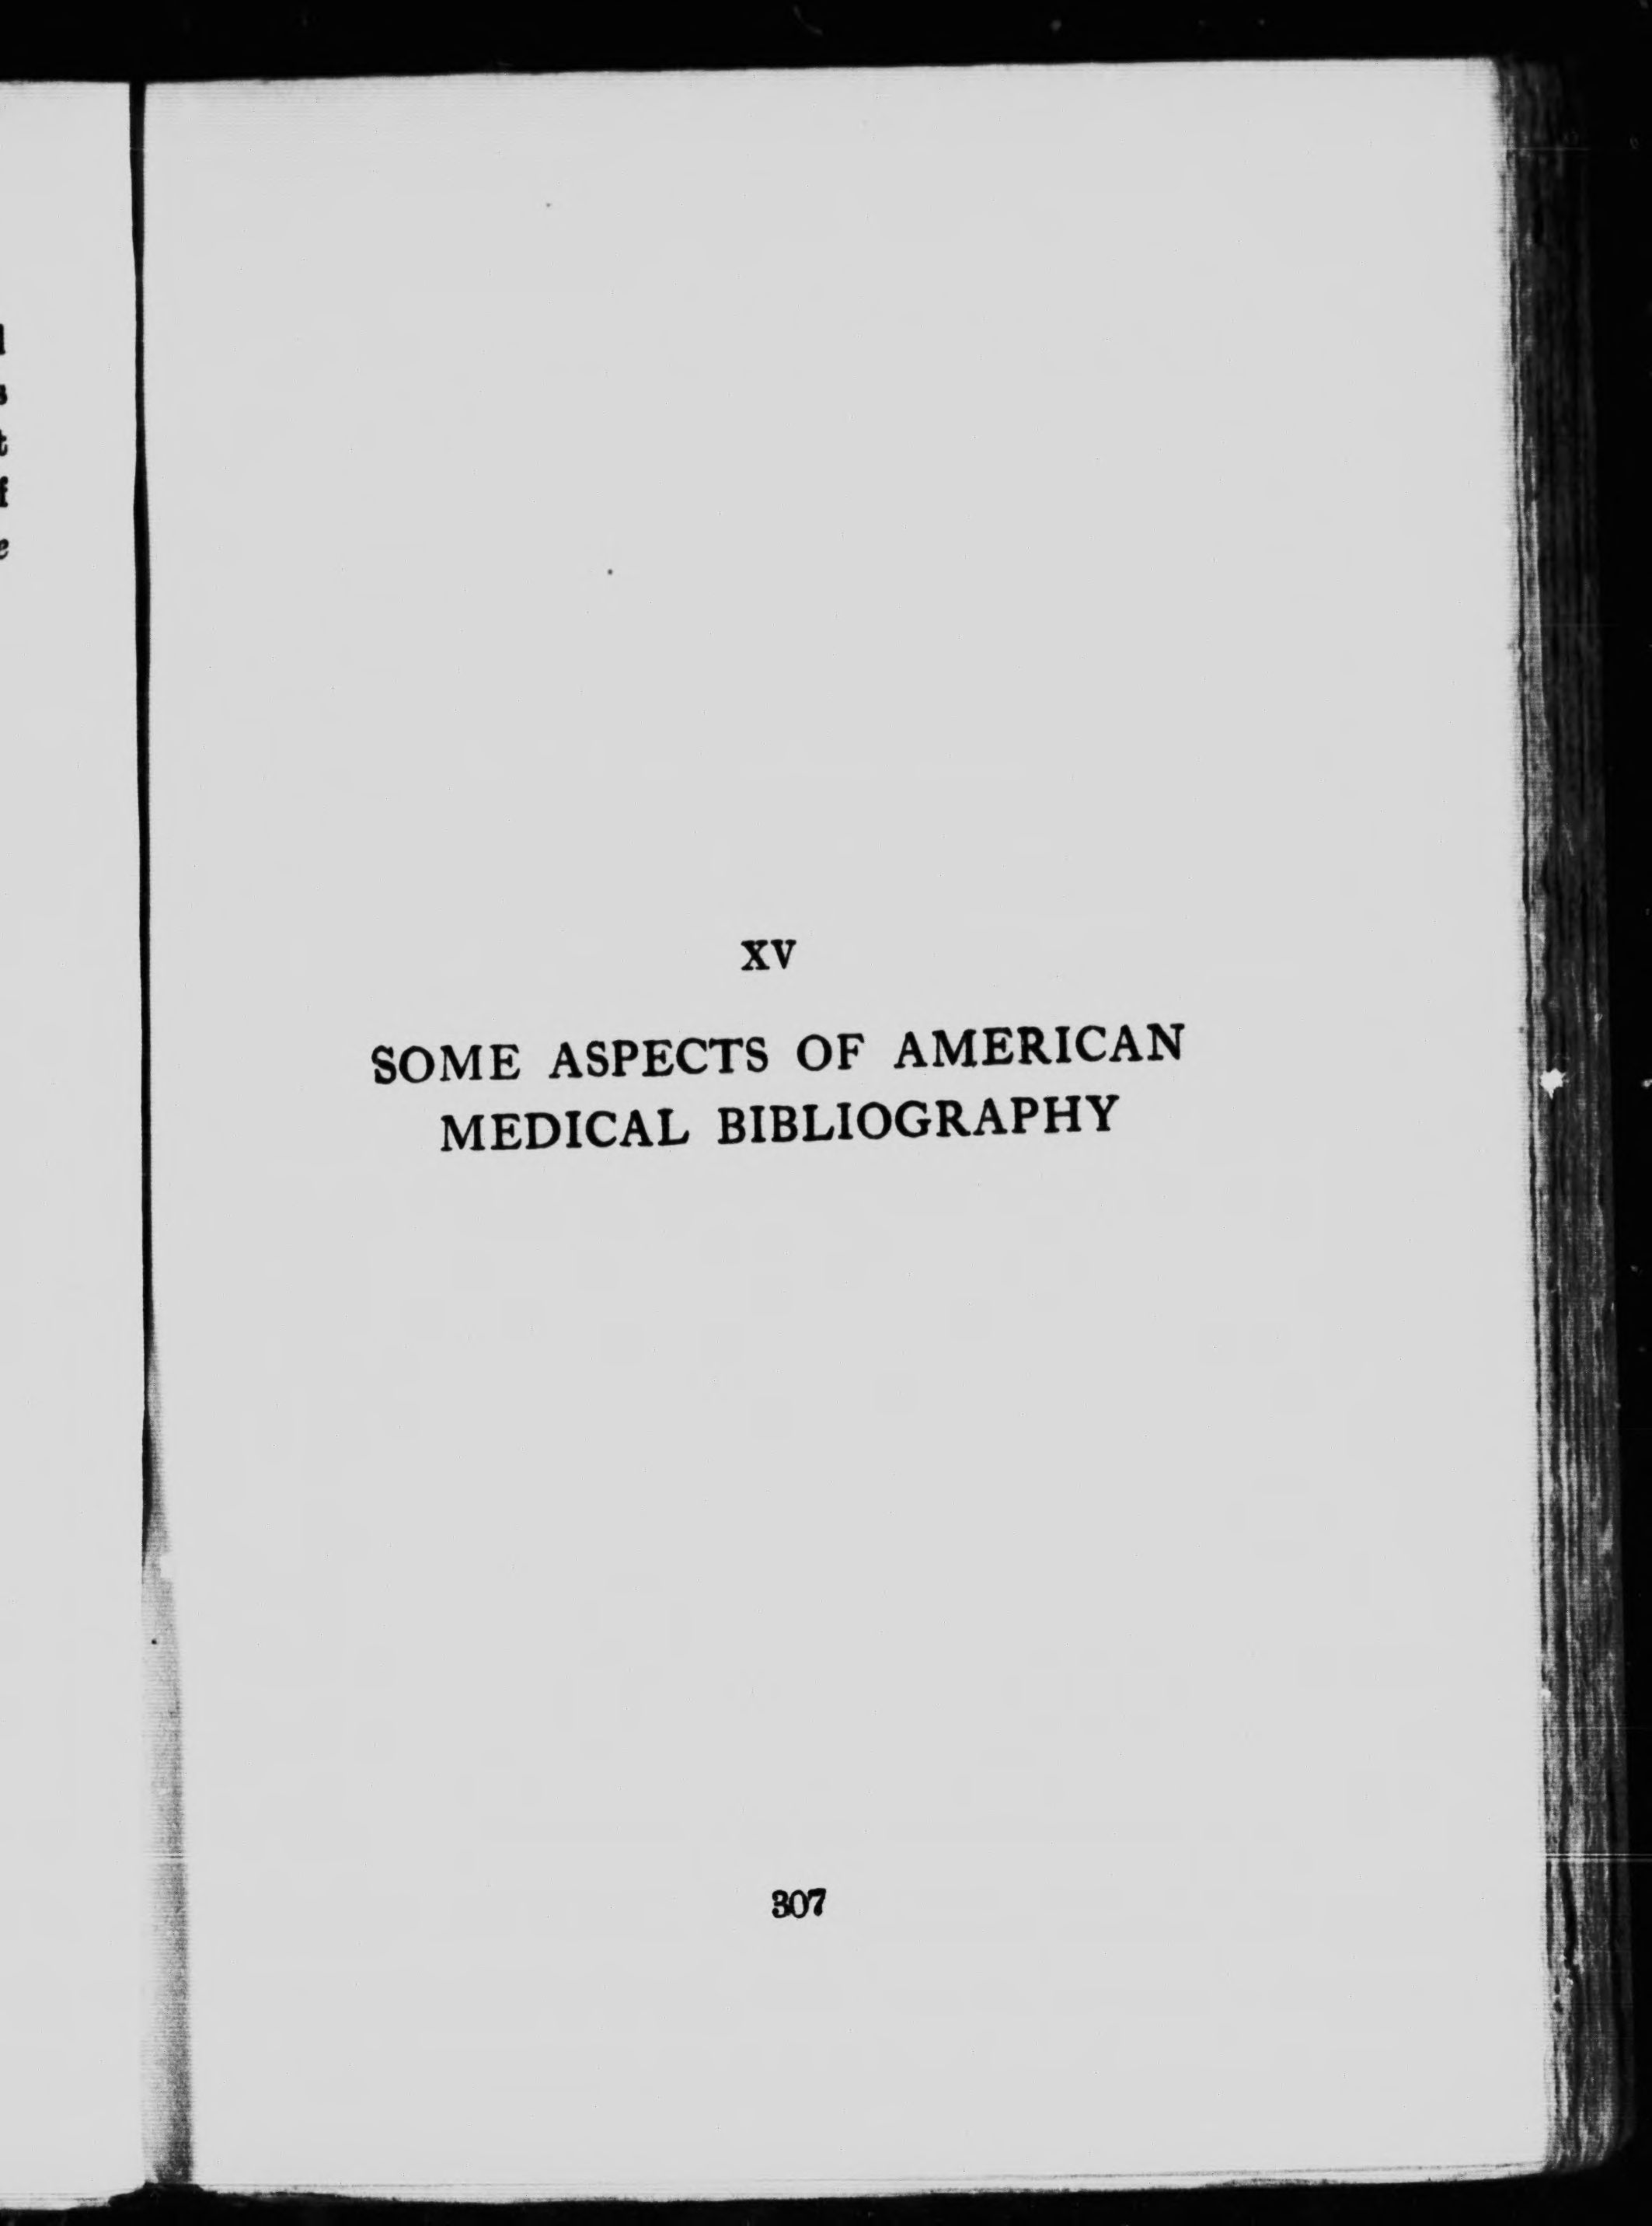 XV
SOME ASPECTS OF AMERICAN
MEDICAL BIBLIOGRAPHY
307